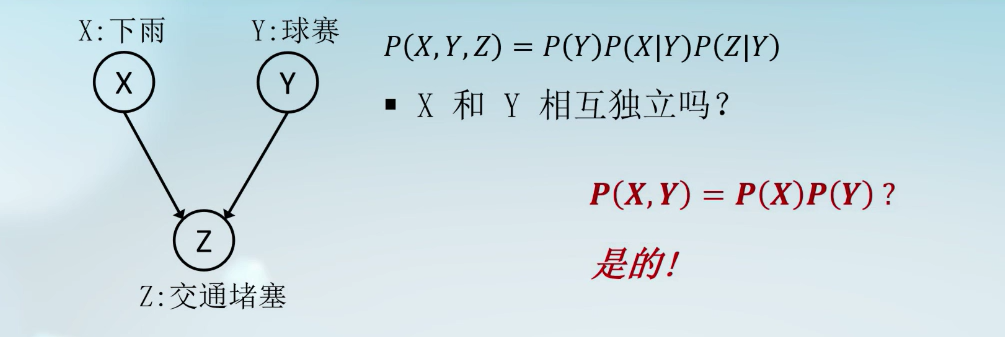 X:下雨
Y:球赛
X
Y
Z
Z:交通堵塞
P(X,Y,Z) = P(Y)P(X|Y)P(Z|Y)
▪ X 和 Y 相互独立吗?
P(X,Y) = P(X)P(Y) ?
是的!